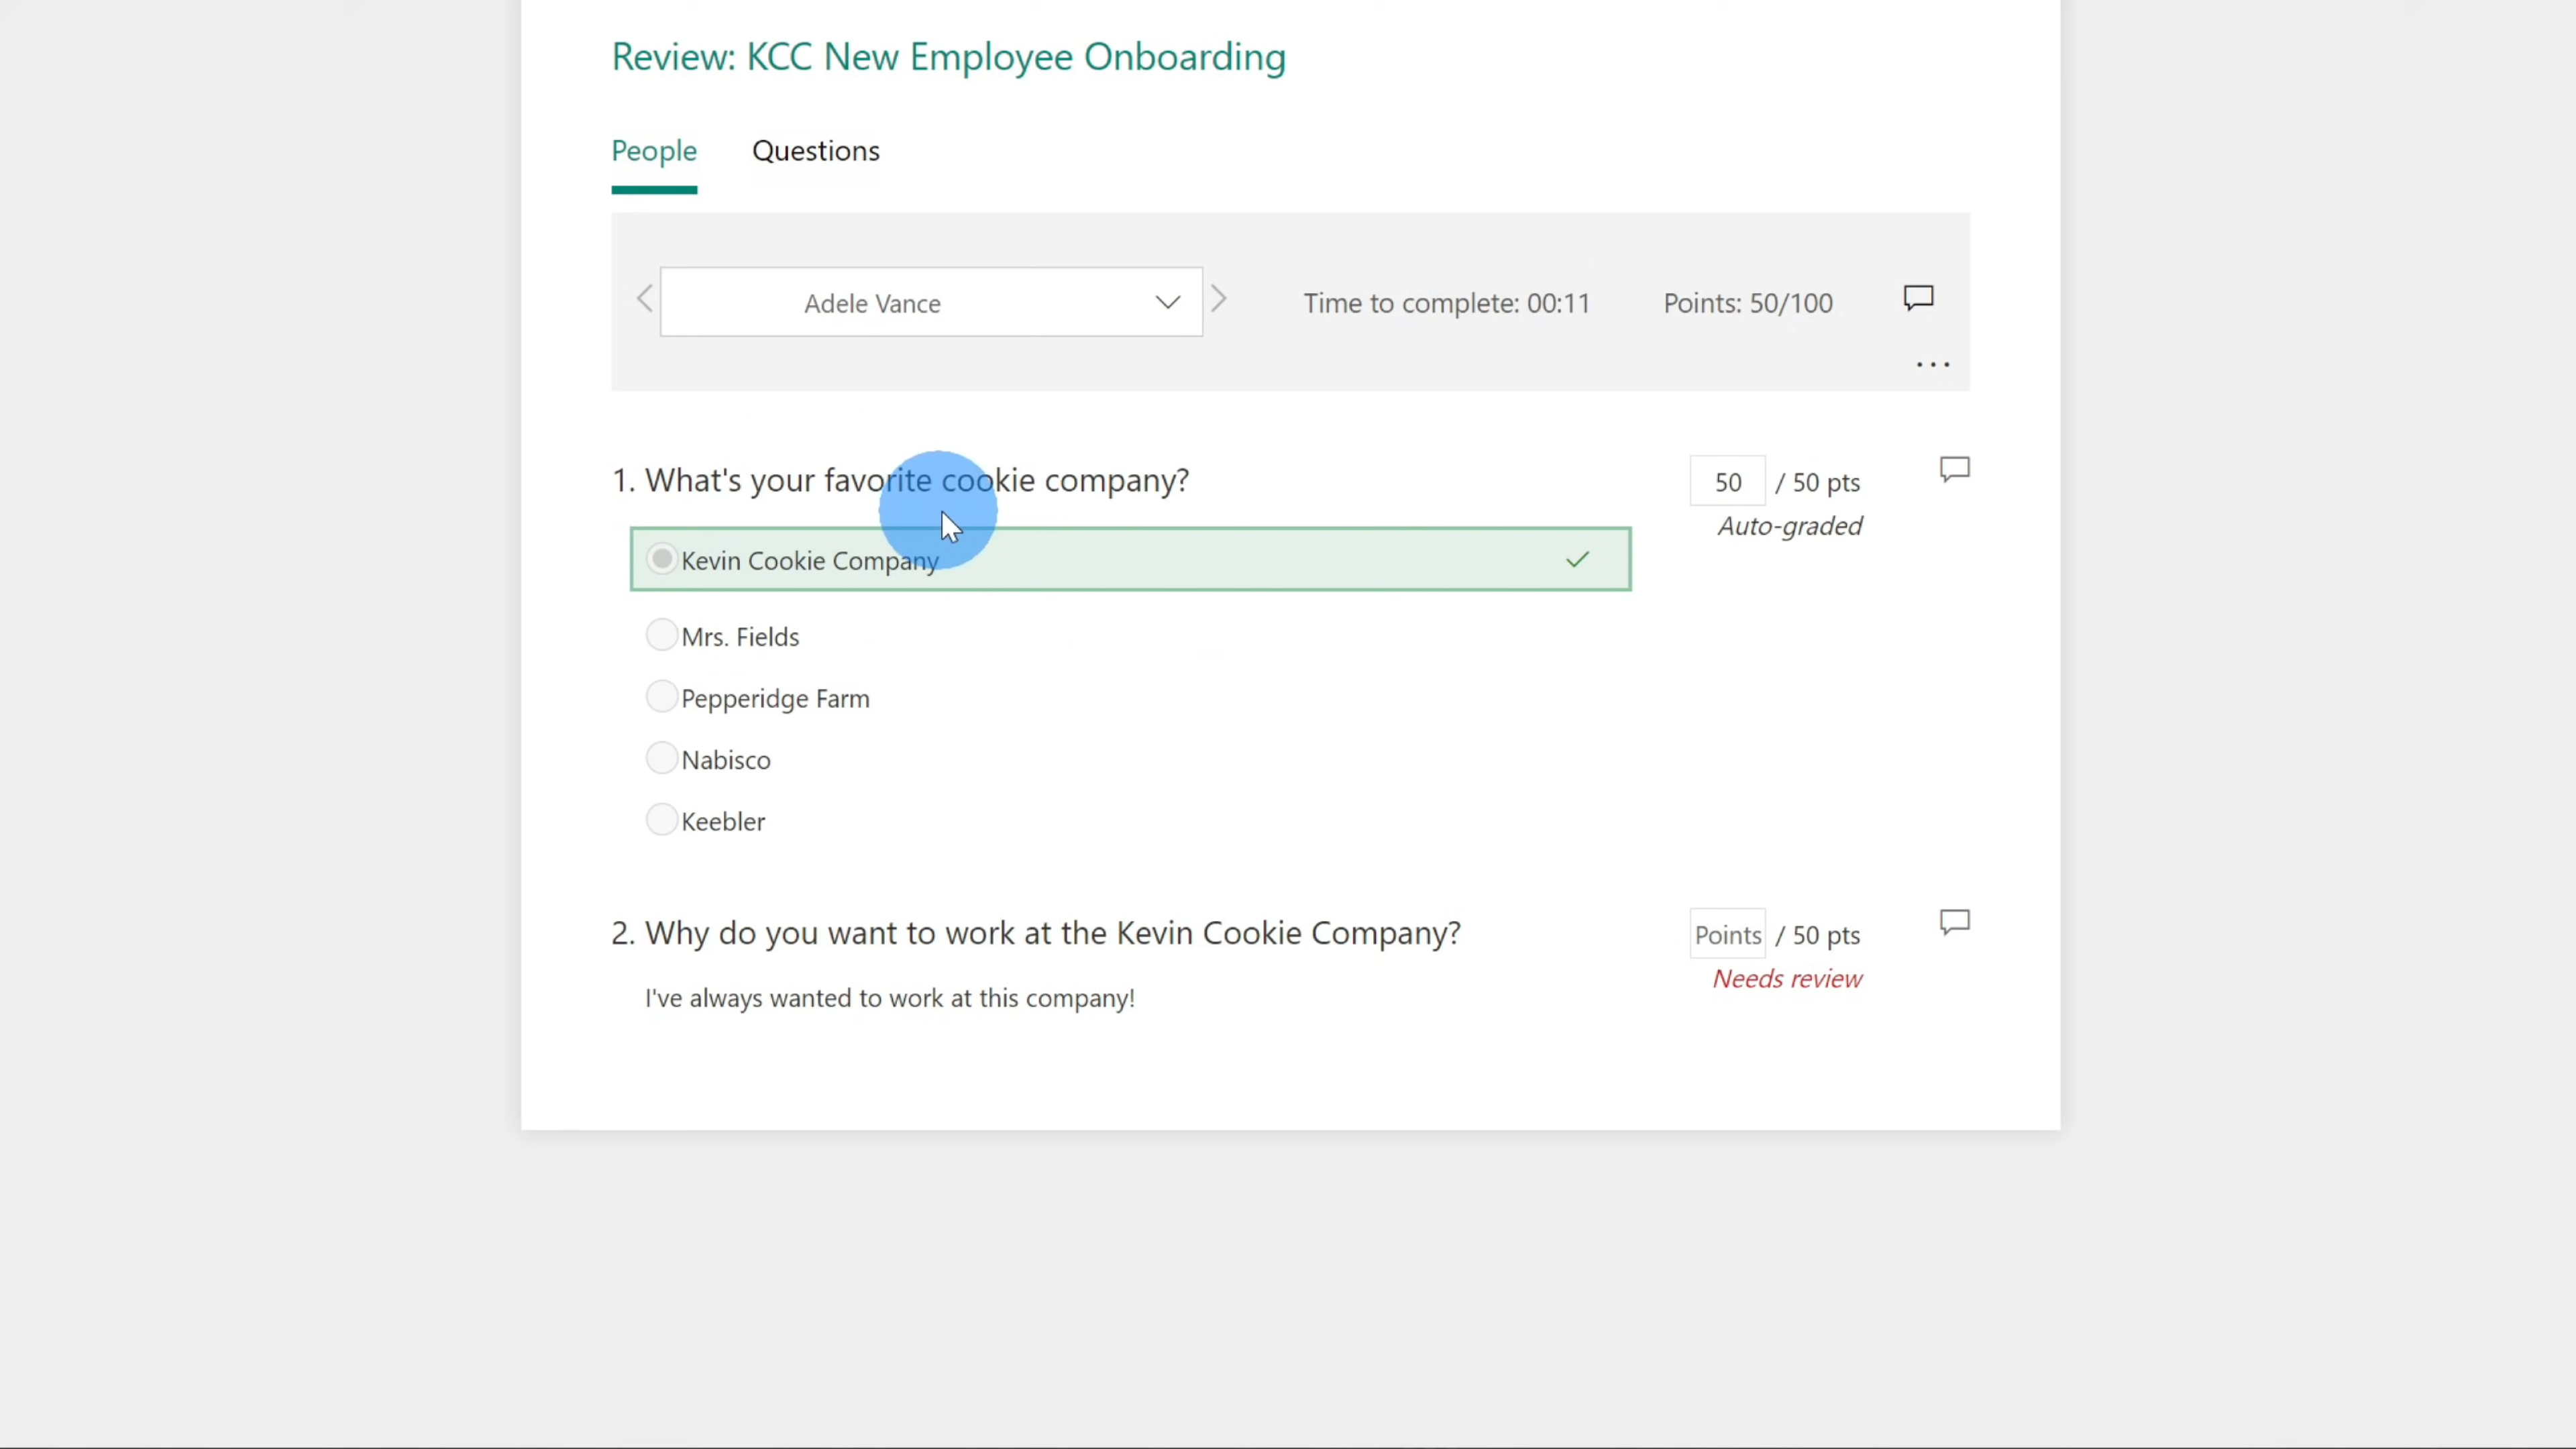 Review: KCC New Employee Onboarding
People Questions
Adele Vance Time to complete: 00:11 Points: 50/100
...
1. What's your favorite cookie company? 50 / 50 pts
Auto-graded
Kevin Cookie Company
Mrs. Fields
Pepperidge Farm
Nabisco
Keebler
2. Why do you want to work at the Kevin Cookie Company? Points / 50 pts
Needs review
I've always wanted to work at this company!